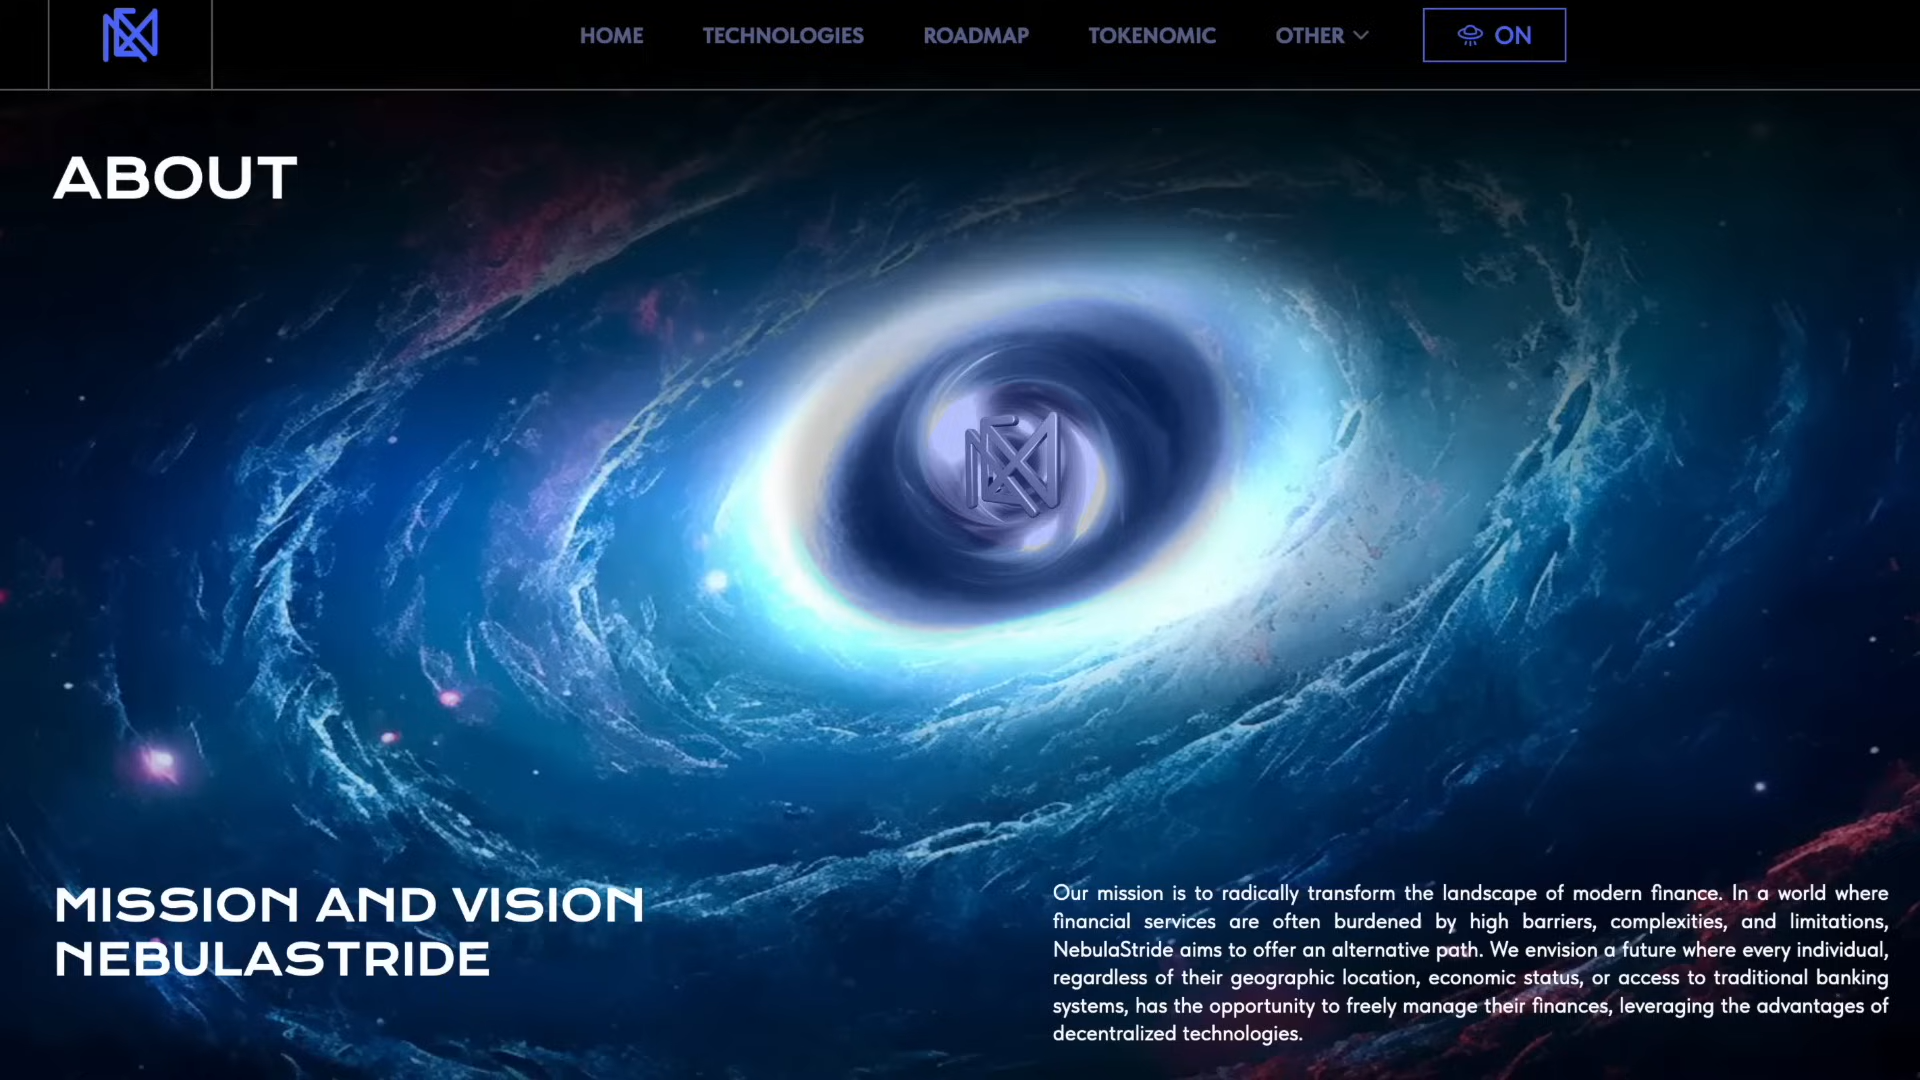 HOME TECHNOLOGIES ROADMAP TOKENOMIC OTHER ON
ABOUT
MISSION AND VISION
NEBULASTRIDE
Our mission is to radically transform the landscape of modern finance. In a world where
financial services are often burdened by high barriers, complexities, and limitations,
NebulaStride aims to offer an alternative path. We envision a future where every individual,
regardless of their geographic location, economic status, or access to traditional banking
systems, has the opportunity to freely manage their finances, leveraging the advantages of
decentralized technologies.